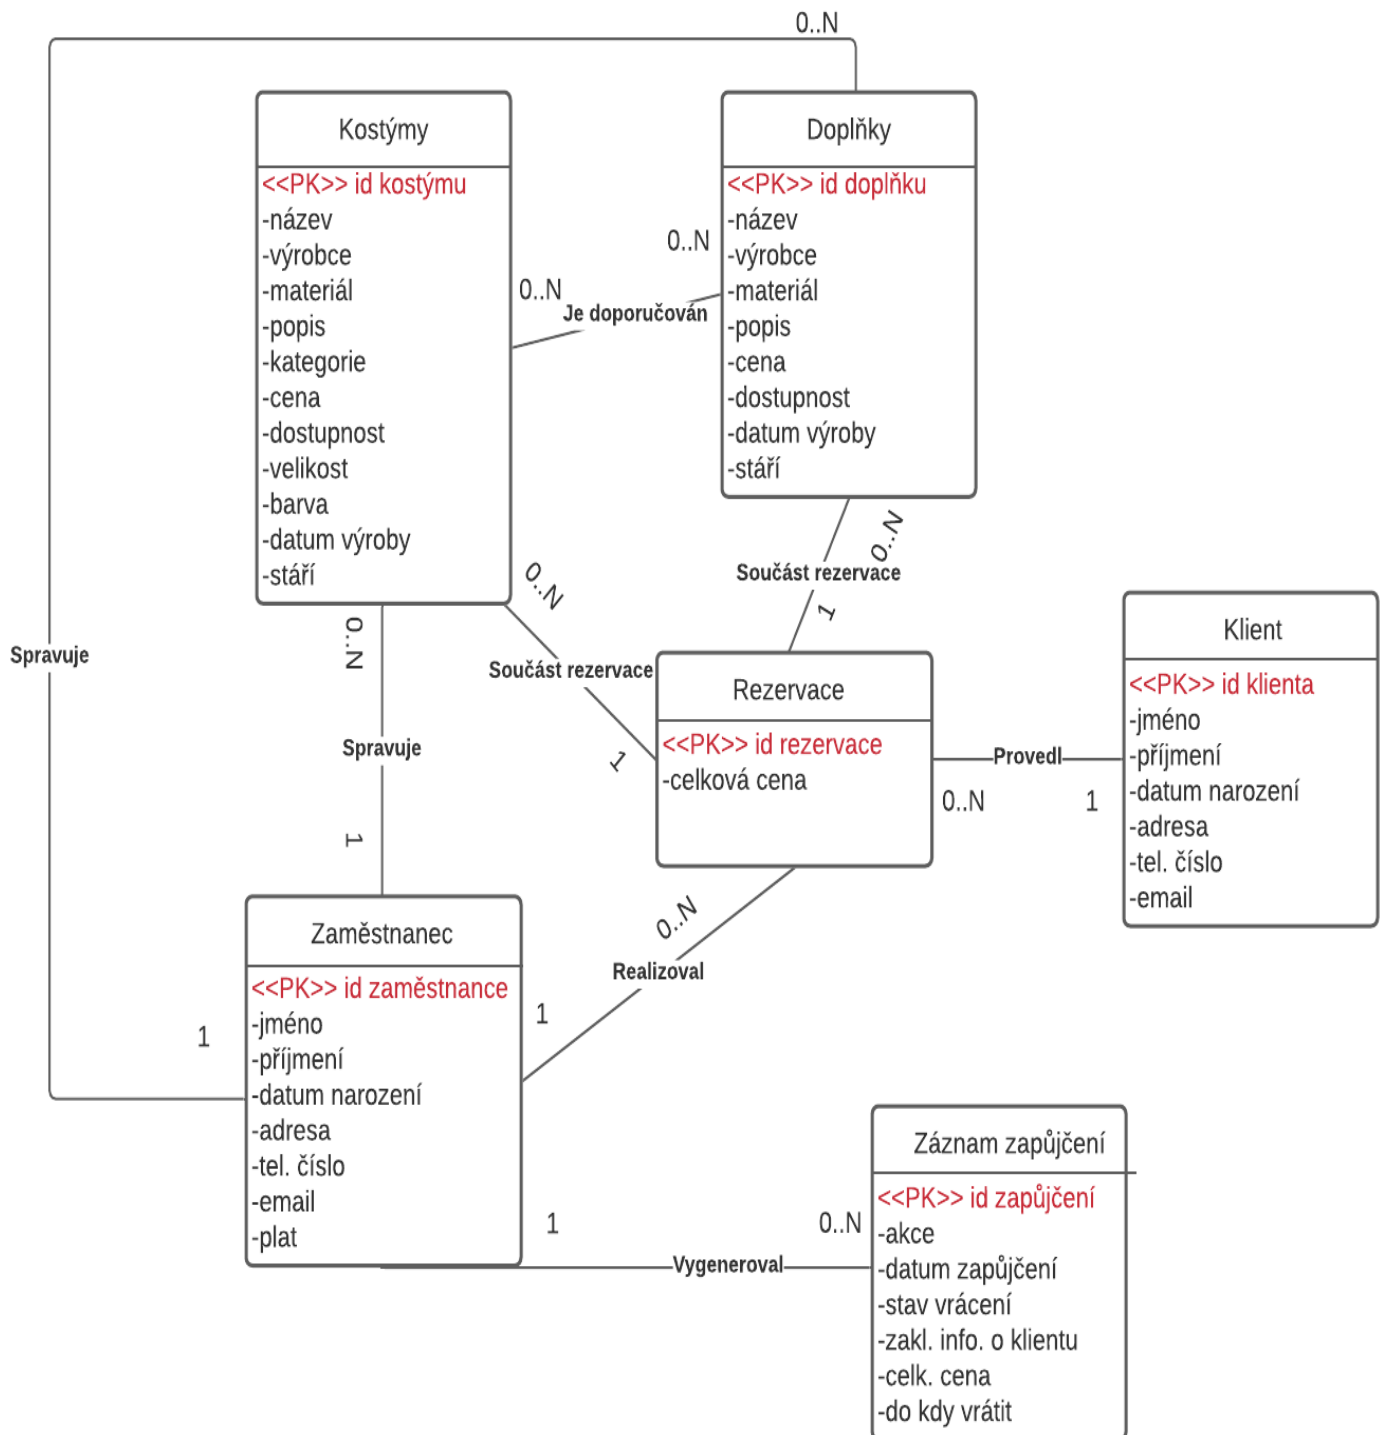 0..N
Kostýmy
<<PK>> id kostýmu
-název
-výrobce
-materiál
-popis
-kategorie
-cena
-dostupnost
-velikost
-barva
-datum výroby
-stáří
Doplňky
<<PK>> id doplňku
-název
-výrobce
-materiál
-popis
-cena
-dostupnost
-datum výroby
-stáří
0..N
0..N
Je doporučován
0..N
Součást rezervace
1
0..N
Součást rezervace
1
0..N
Spravuje
1
Spravuje
1
Rezervace
<<PK>> id rezervace
-celková cena
Provedl
0..N
1
Klient
<<PK>> id klienta
-jméno
-příjmení
-datum narození
-adresa
-tel. číslo
-email
0..N
Realizoval
1
Zaměstnanec
<<PK>> id zaměstnance
-jméno
-příjmení
-datum narození
-adresa
-tel. číslo
-email
-plat
1
0..N
Vygeneroval
Záznam zapůjčení
<<PK>> id zapůjčení
-akce
-datum zapůjčení
-stav vrácení
-zakl. info. o klientu
-celk. cena
-do kdy vrátit